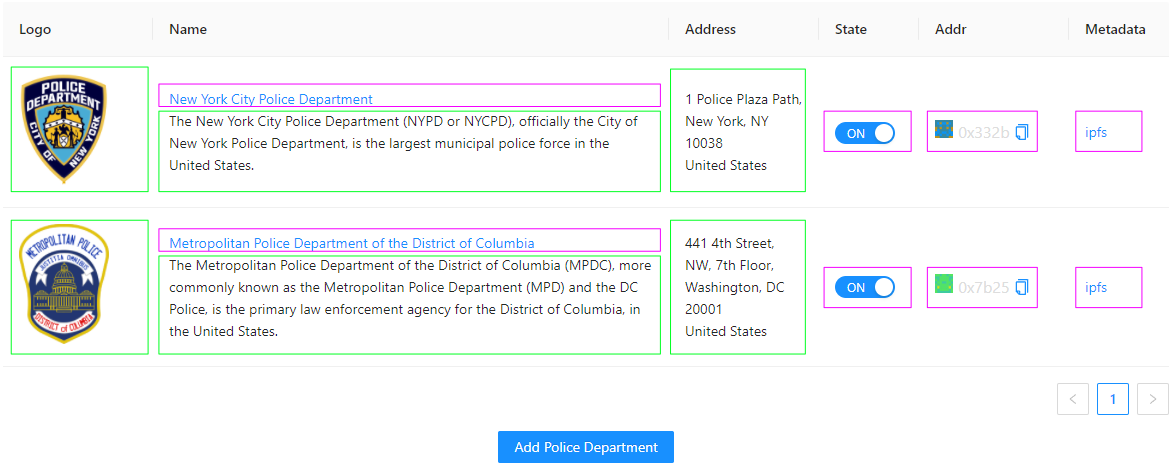 Logo Name Address State Addr Metadata
POLICE
DEPARTMENT
CITY OF NEW YORK
New York City Police Department
The New York City Police Department (NYPD or NYCPD), officially the City of
New York Police Department, is the largest municipal police force in the
United States.
1 Police Plaza Path,
New York, NY
10038
United States
ON
0x332b
ipfs
METROPOLITAN POLICE
JUSTITIA OMNIBUS
DISTRICT of COLUMBIA
Metropolitan Police Department of the District of Columbia
The Metropolitan Police Department of the District of Columbia (MPDC), more
commonly known as the Metropolitan Police Department (MPD) and the DC
Police, is the primary law enforcement agency for the District of Columbia, in
the United States.
441 4th Street,
NW, 7th Floor,
Washington, DC
20001
United States
ON
0x7b25
ipfs
< 1 >
Add Police Department